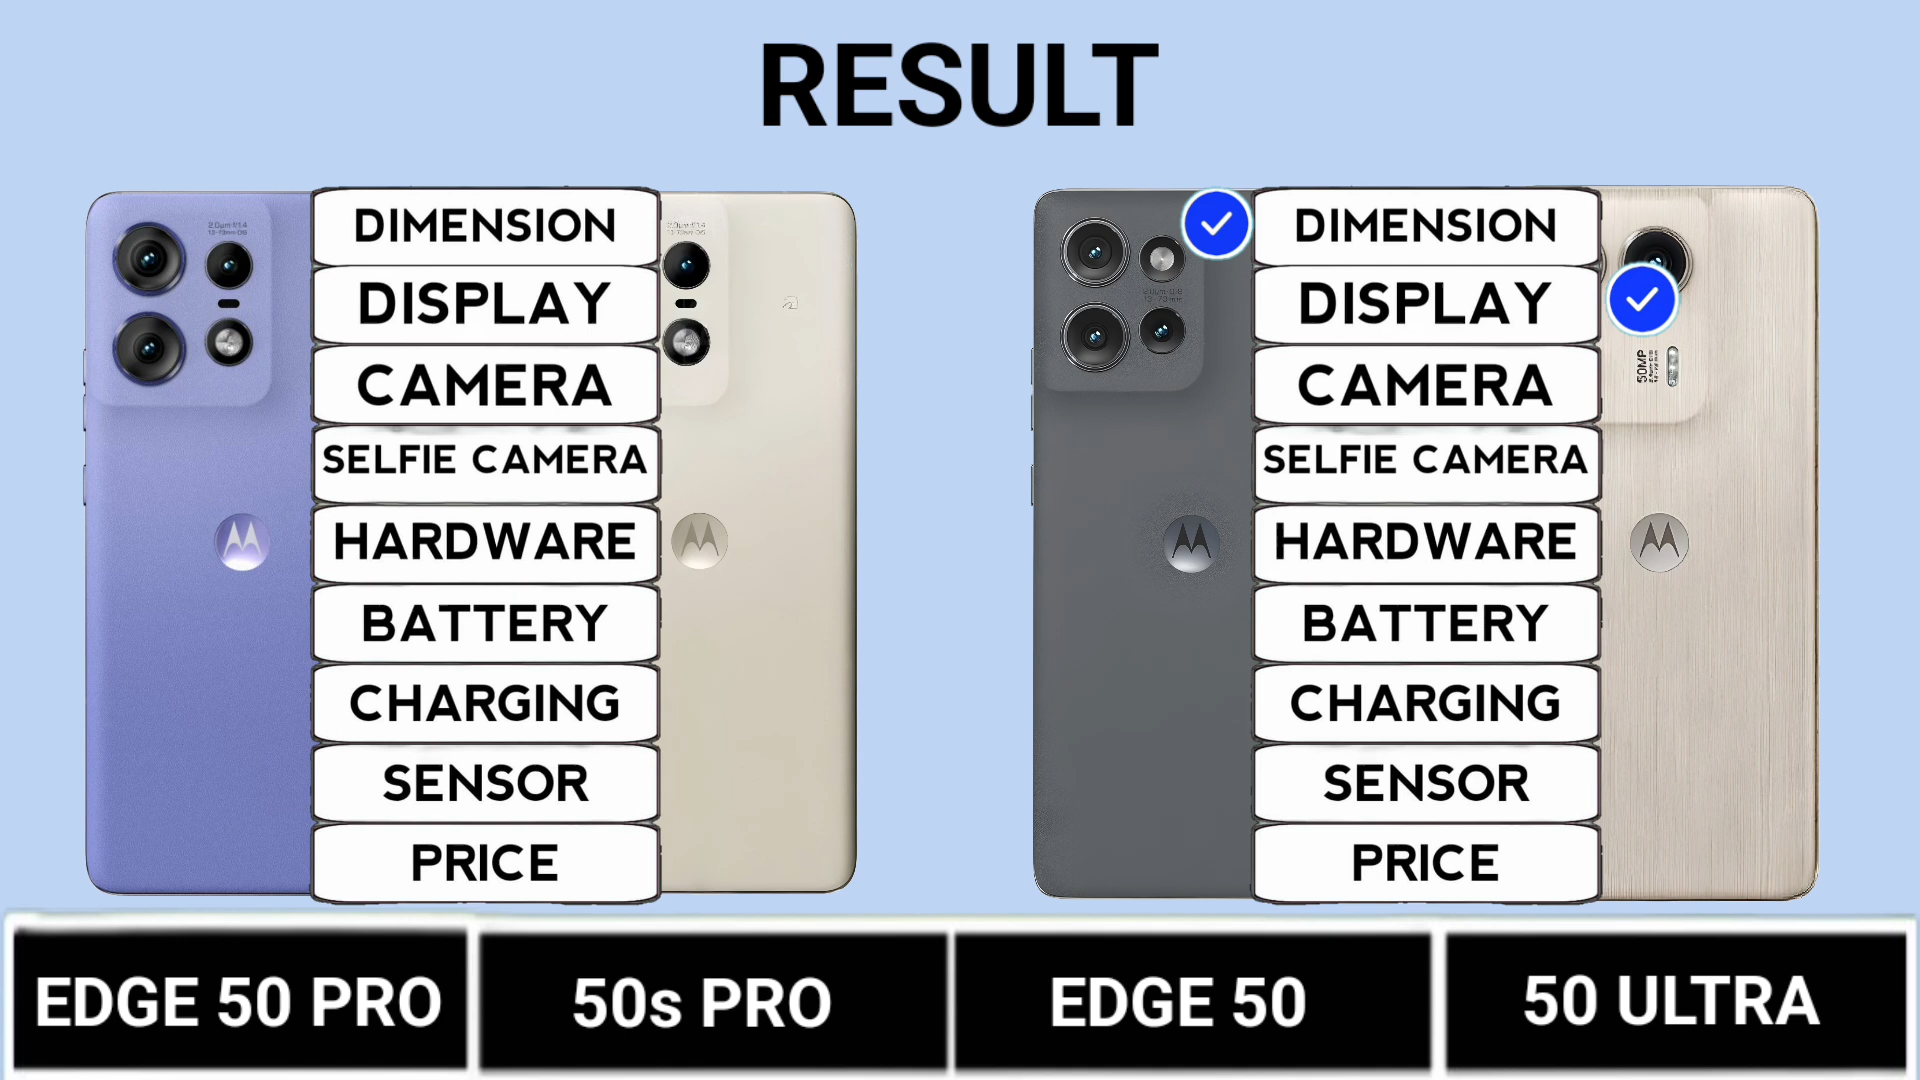 RESULT
DIMENSION
DISPLAY
CAMERA
SELFIE CAMERA
HARDWARE
BATTERY
CHARGING
SENSOR
PRICE
DIMENSION
DISPLAY
CAMERA
SELFIE CAMERA
HARDWARE
BATTERY
CHARGING
SENSOR
PRICE
50MP
EDGE 50 PRO
50s PRO
EDGE 50
50 ULTRA